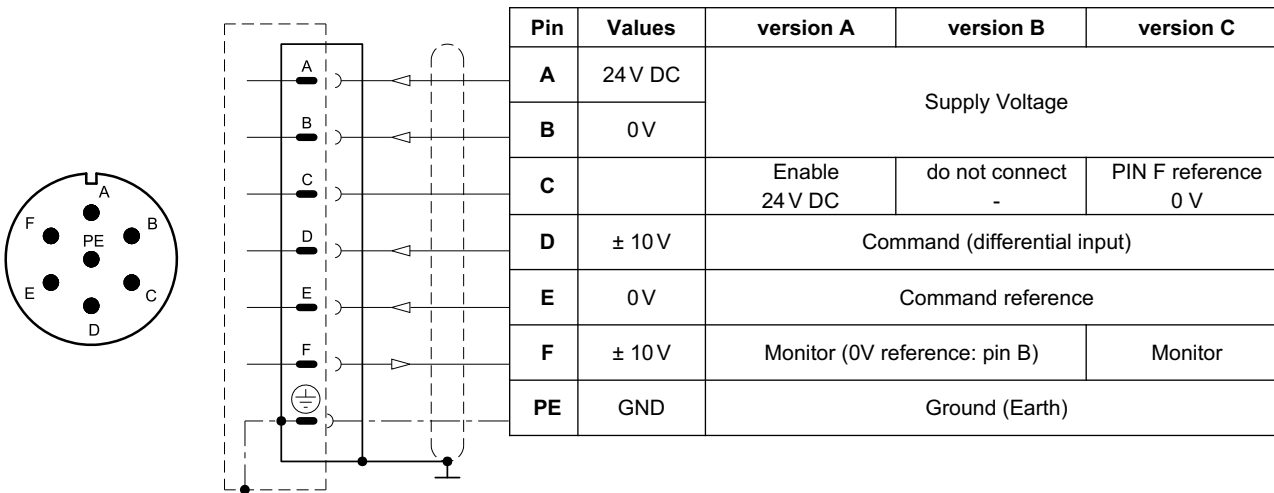 A
F
B
PE
E
C
D
A
B
C
D
E
F
Pin Values version A version B version C
A 24 V DC
Supply Voltage
B 0 V
C Enable do not connect PIN F reference
24 V DC - 0 V
D ± 10 V Command (differential input)
E 0 V Command reference
F ± 10 V Monitor (0V reference: pin B) Monitor
PE GND Ground (Earth)